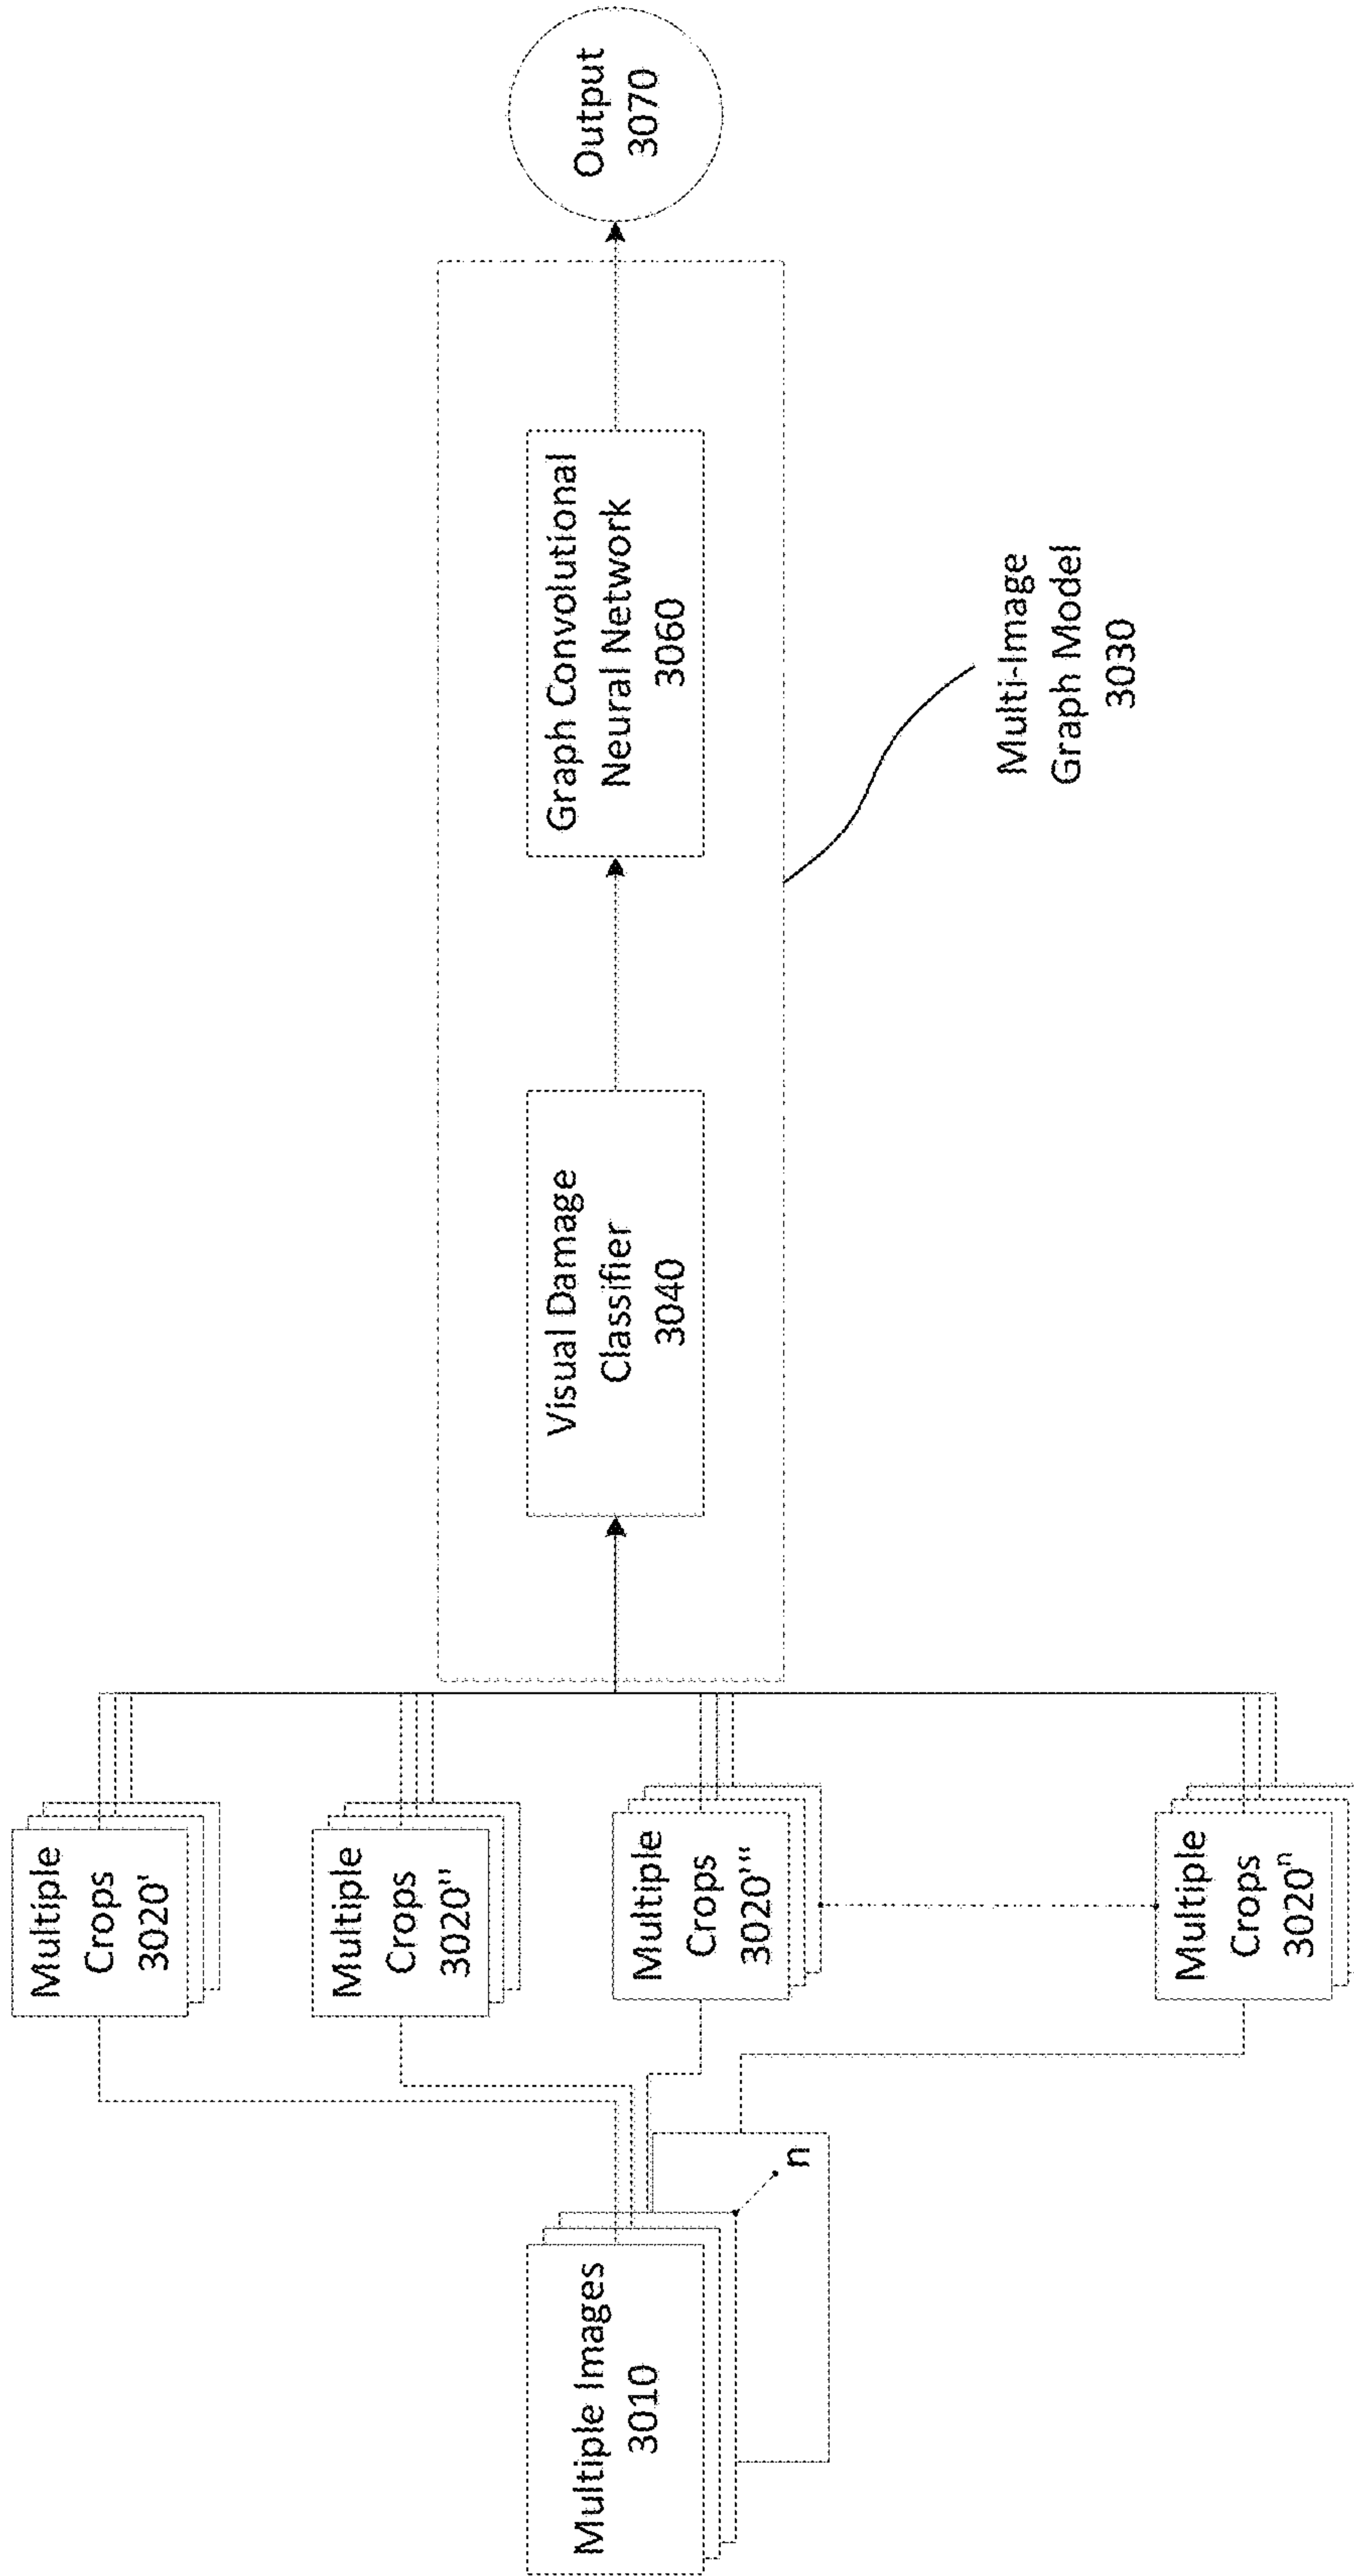 Multiple Images
3010
n
Multiple
Crops
3020'
Multiple
Crops
3020''
Multiple
Crops
3020'''
Multiple
Crops
3020ⁿ
Visual Damage
Classifier
3040
Graph Convolutional
Neural Network
3060
Multi-Image
Graph Model
3030
Output
3070